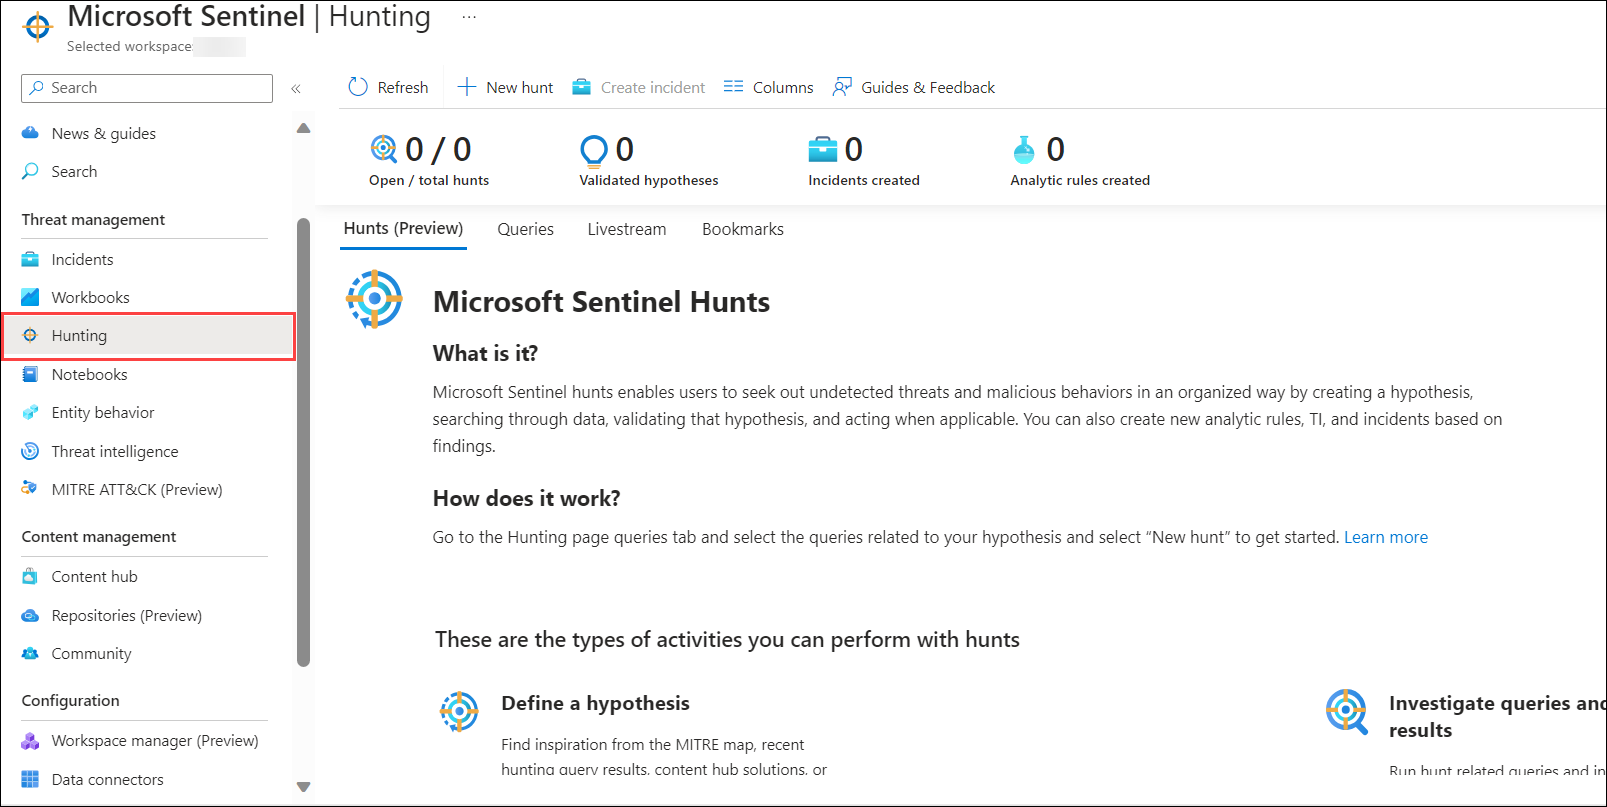 Microsoft Sentinel | Hunting ...
Selected workspace:
Search «
News & guides
Search
Threat management
Incidents
Workbooks
Hunting
Notebooks
Entity behavior
Threat intelligence
MITRE ATT&CK (Preview)
Content management
Content hub
Repositories (Preview)
Community
Configuration
Workspace manager (Preview)
Data connectors
Refresh New hunt Create incident Columns Guides & Feedback
0 / 0 0 0 0
Open / total hunts Validated hypotheses Incidents created Analytic rules created
Hunts (Preview) Queries Livestream Bookmarks
Microsoft Sentinel Hunts
What is it?
Microsoft Sentinel hunts enables users to seek out undetected threats and malicious behaviors in an organized way by creating a hypothesis,
searching through data, validating that hypothesis, and acting when applicable. You can also create new analytic rules, TI, and incidents based on
findings.
How does it work?
Go to the Hunting page queries tab and select the queries related to your hypothesis and select “New hunt” to get started. Learn more
These are the types of activities you can perform with hunts
Define a hypothesis
Find inspiration from the MITRE map, recent
hunting query results, content hub solutions, or
Investigate queries and
results
Run hunt related queries and in